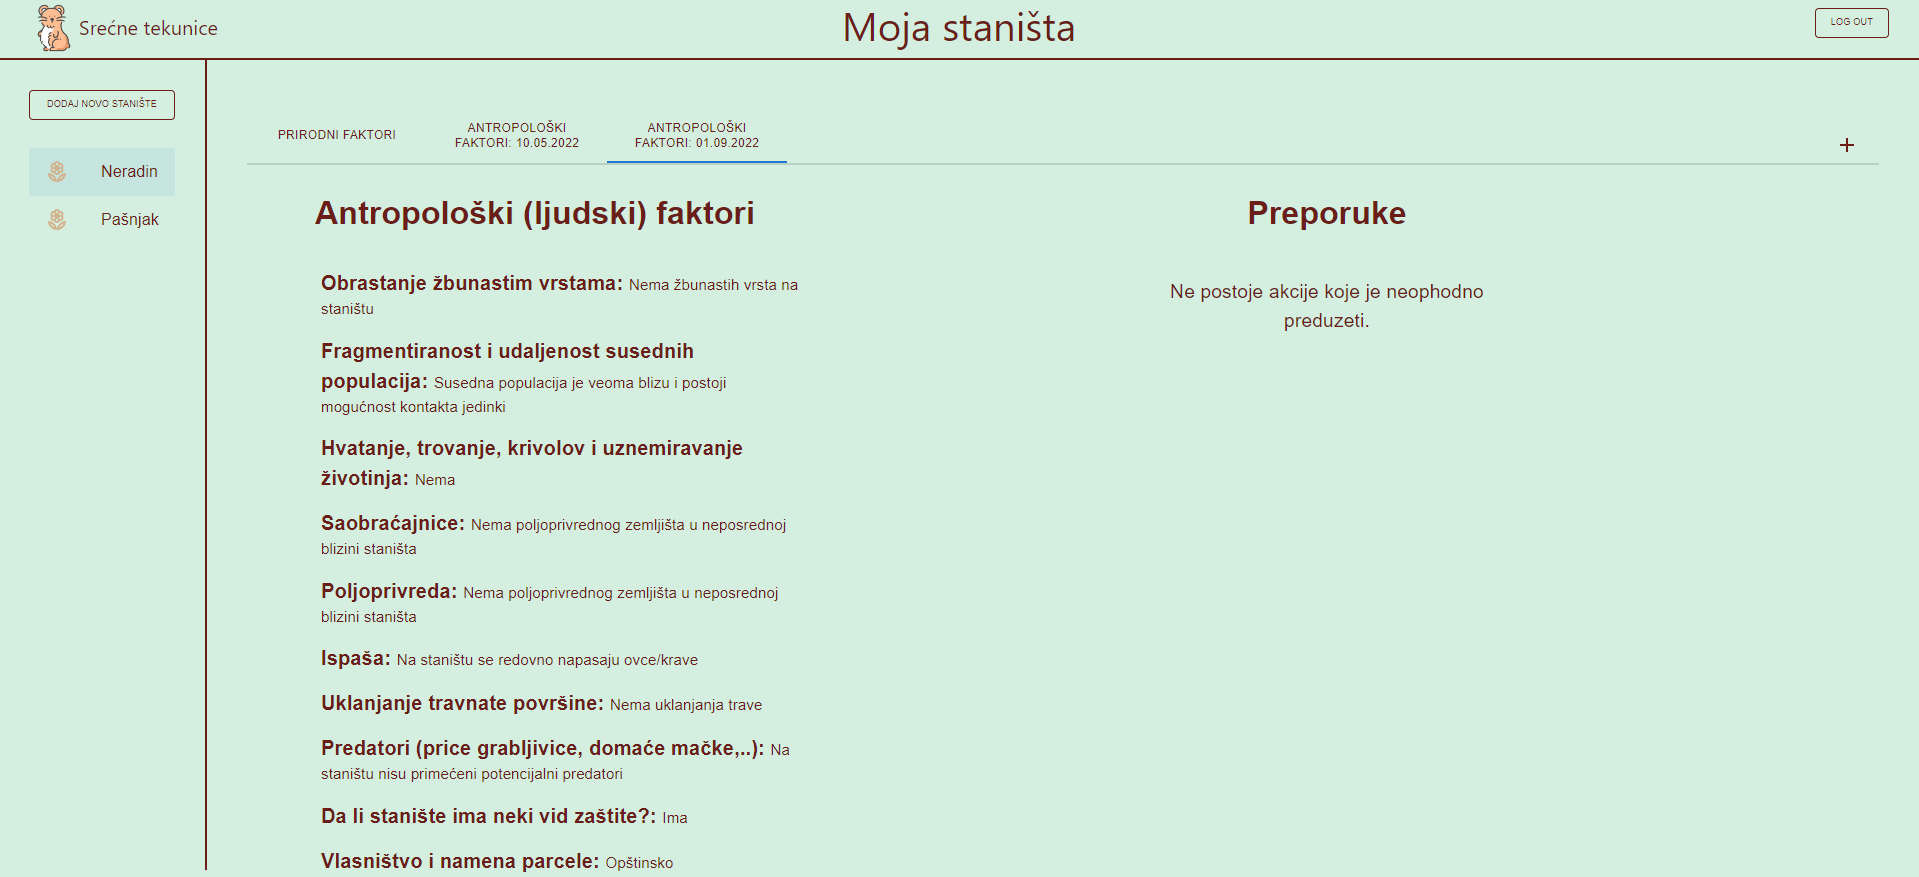 Srećne tekunice
Moja staništa
LOG OUT
DODAJ NOVO STANIŠTE
Neradin
Pašnjak
PRIRODNI FAKTORI
ANTROPOLOŠKI
FAKTORI: 10.05.2022
ANTROPOLOŠKI
FAKTORI: 01.09.2022
+
Antropološki (ljudski) faktori
Obrastanje žbunastim vrstama: Nema žbunastih vrsta na
staništu
Fragmentiranost i udaljenost susednih
populacija: Susedna populacija je veoma blizu i postoji
mogućnost kontakta jedinki
Hvatanje, trovanje, krivolov i uznemiravanje
životinja: Nema
Saobraćajnice: Nema poljoprivrednog zemljišta u neposrednoj
blizini staništa
Poljoprivreda: Nema poljoprivrednog zemljišta u neposrednoj
blizini staništa
Ispaša: Na staništu se redovno napasaju ovce/krave
Uklanjanje travnate površine: Nema uklanjanja trave
Predatori (price grabljivice, domaće mačke,..): Na
staništu nisu primećeni potencijalni predatori
Da li stanište ima neki vid zaštite?: Ima
Vlasništvo i namena parcele: Opštinsko
Preporuke
Ne postoje akcije koje je neophodno
preduzeti.